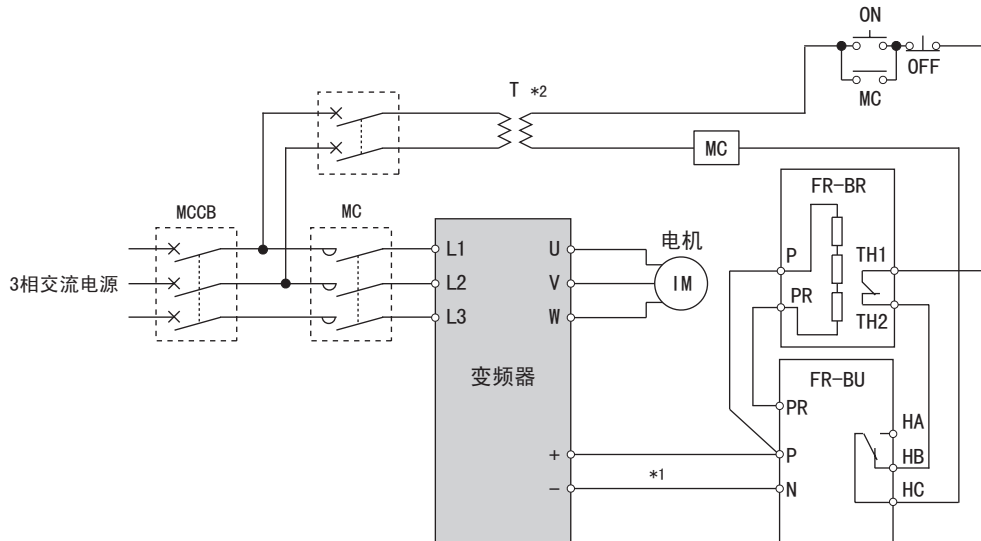 ON
OFF
MC
T *2
MC
FR-BR
MCCB
MC
P
TH1
PR
TH2
3相交流电源
L1
L2
L3
U
V
W
电机
IM
变频器
FR-BU
PR
HA
+
P
HB
*1
−
N
HC